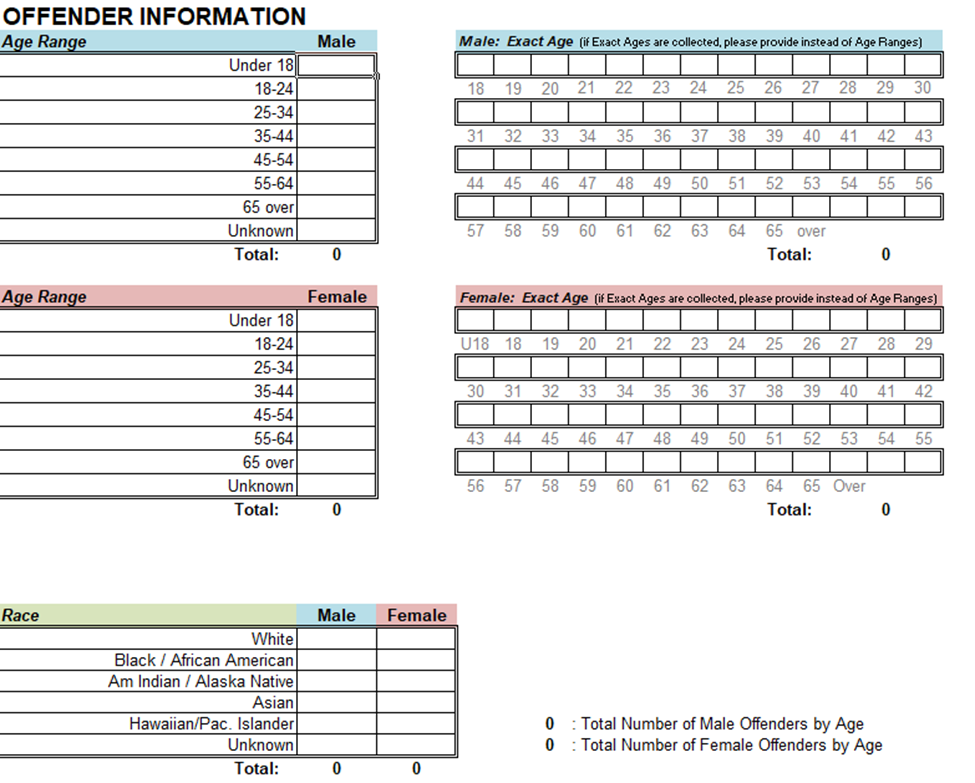 OFFENDER INFORMATION
Age Range Male
Under 18
18-24
25-34
35-44
45-54
55-64
65 over
Unknown
Total: 0
Male: Exact Age (if Exact Ages are collected, please provide instead of Age Ranges)
18 19 20 21 22 23 24 25 26 27 28 29 30
31 32 33 34 35 36 37 38 39 40 41 42 43
44 45 46 47 48 49 50 51 52 53 54 55 56
57 58 59 60 61 62 63 64 65 over
Total: 0
Age Range Female
Under 18
18-24
25-34
35-44
45-54
55-64
65 over
Unknown
Total: 0
Female: Exact Age (if Exact Ages are collected, please provide instead of Age Ranges)
U18 18 19 20 21 22 23 24 25 26 27 28 29
30 31 32 33 34 35 36 37 38 39 40 41 42
43 44 45 46 47 48 49 50 51 52 53 54 55
56 57 58 59 60 61 62 63 64 65 Over
Total: 0
Race Male Female
White
Black / African American
Am Indian / Alaska Native
Asian
Hawaiian/Pac. Islander
Unknown
Total: 0 0
0 : Total Number of Male Offenders by Age
0 : Total Number of Female Offenders by Age